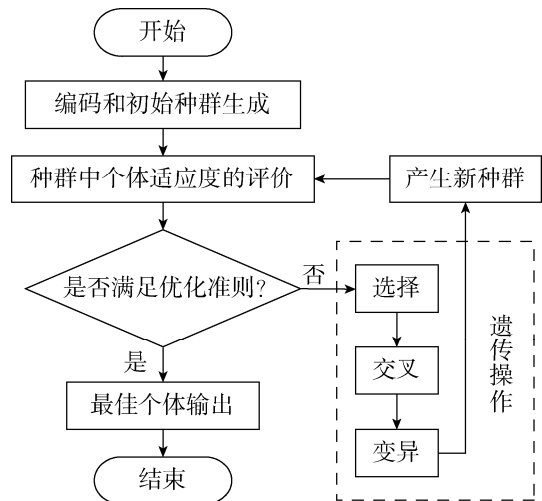 开始
编码和初始种群生成
种群中个体适应度的评价
产生新种群
是否满足优化准则?
否
选择
交叉
变异
遗传操作
是
最佳个体输出
结束